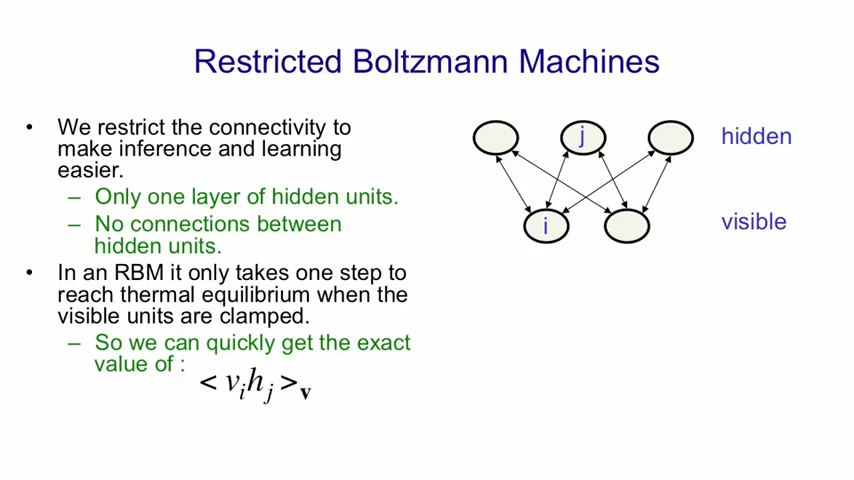 Restricted Boltzmann Machines
• We restrict the connectivity to
make inference and learning
easier.
– Only one layer of hidden units.
– No connections between
hidden units.
• In an RBM it only takes one step to
reach thermal equilibrium when the
visible units are clamped.
– So we can quickly get the exact
value of :
< v_i h_j >_v
j
hidden
i
visible